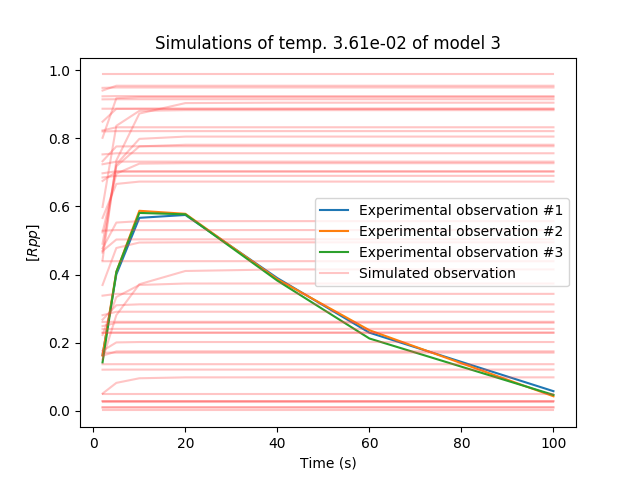 Simulations of temp. 3.61e-02 of model 3
1.0
0.8
0.6
0.4
0.2
0.0
[Rpp]
Experimental observation #1
Experimental observation #2
Experimental observation #3
Simulated observation
0 20 40 60 80 100
Time (s)